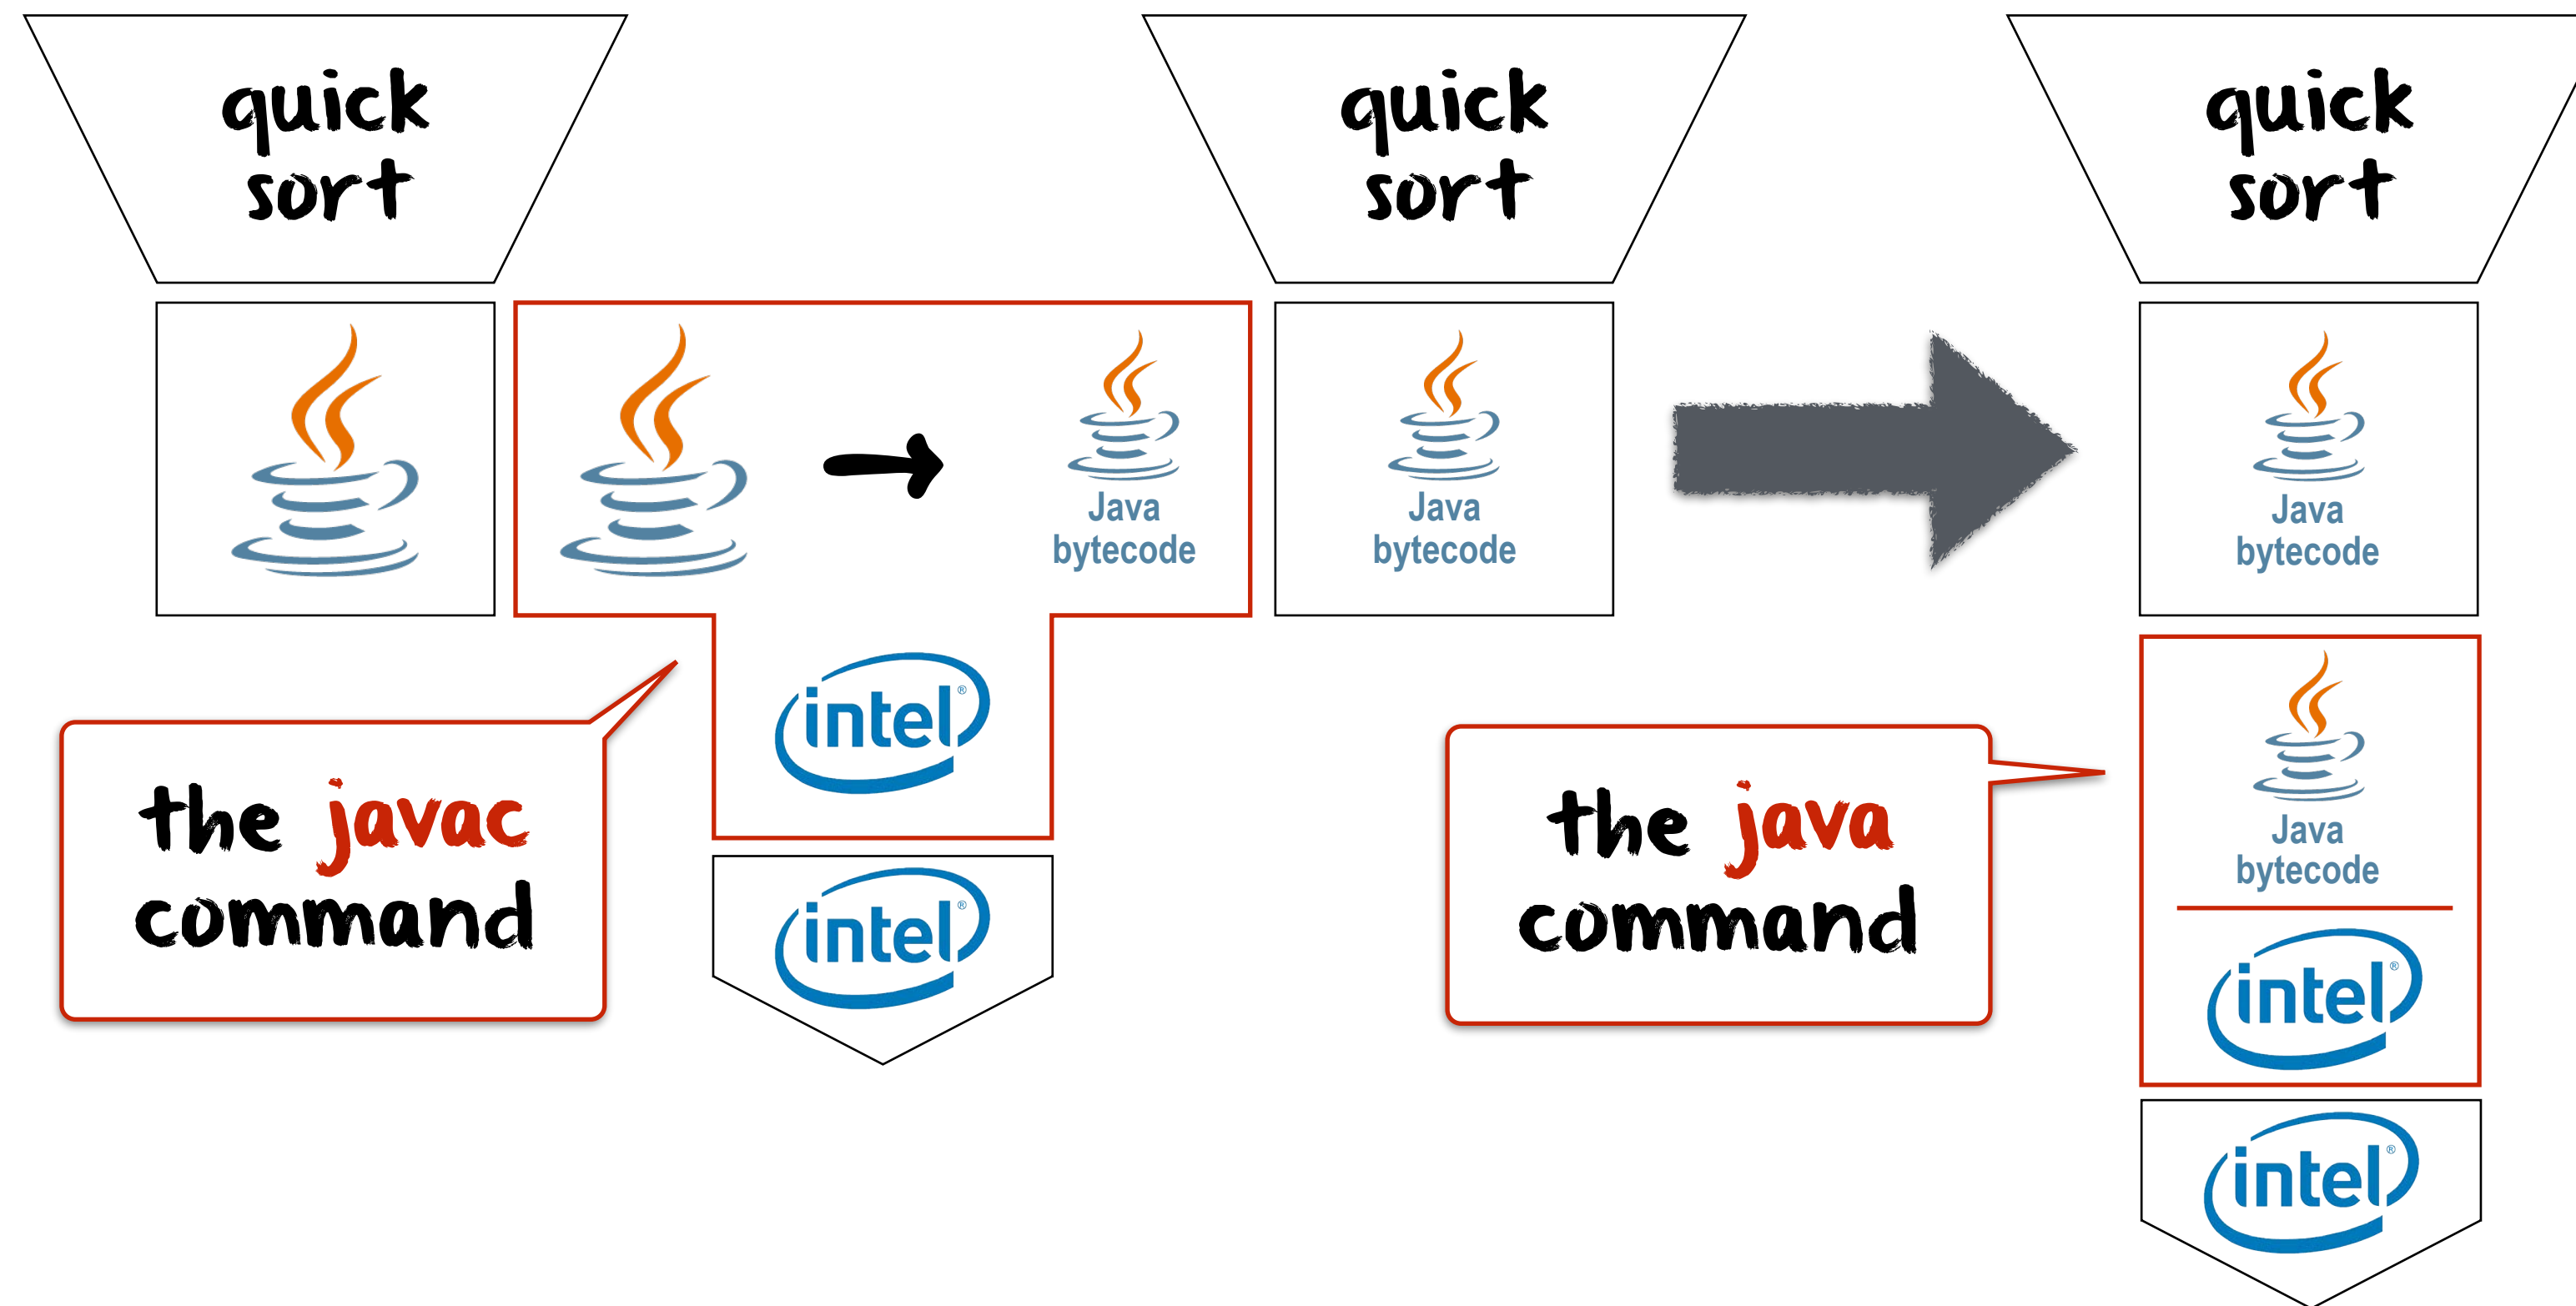 quick
sort
quick
sort
quick
sort
Java
bytecode
Java
bytecode
Java
bytecode
intel®
the javac
command
intel®
the java
command
Java
bytecode
intel®
intel®